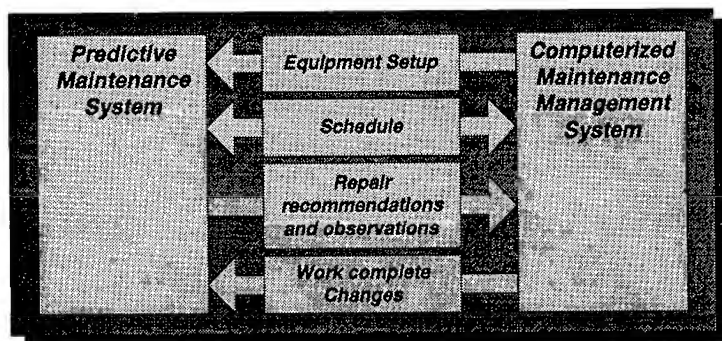 Predictive
Maintenance
System
Equipment Setup
Schedule
Repair
recommendations
and observations
Work complete
Changes
Computerized
Maintenance
Management
System